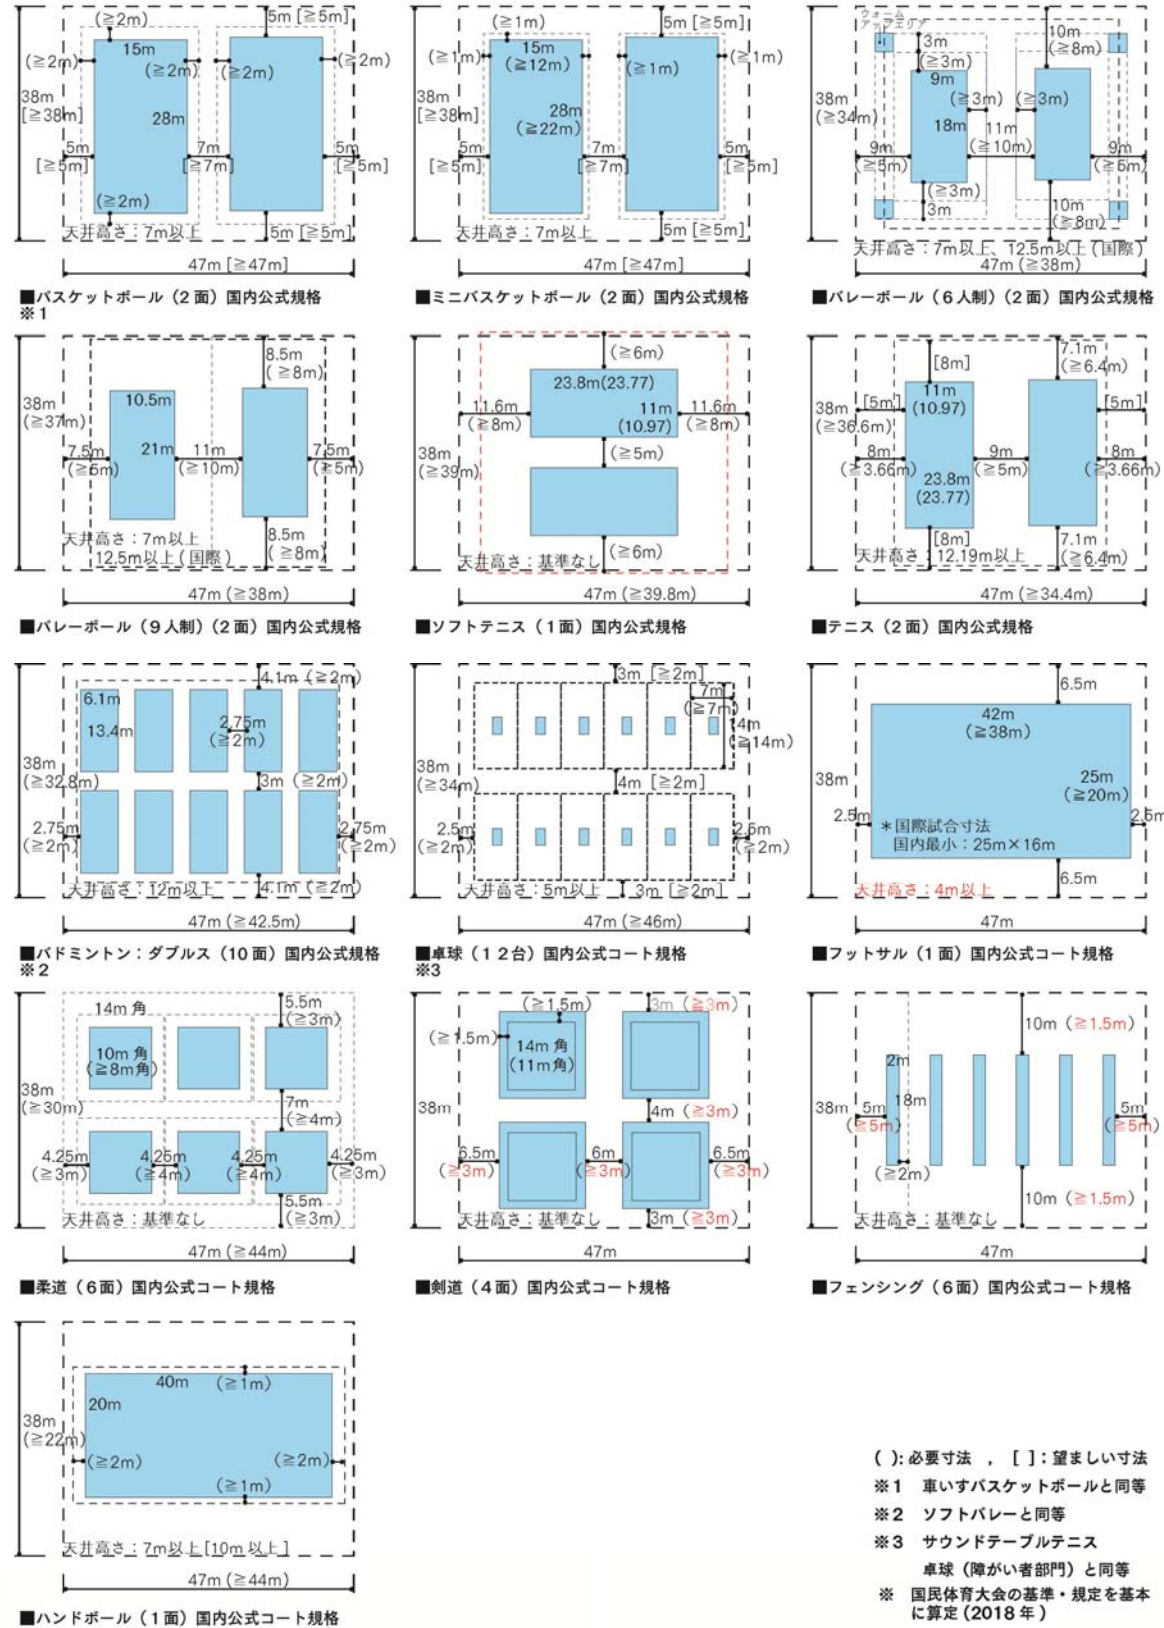 (≧2m)
5m [≧5m]
15m
(≧2m)
(≧2m)
(≧2m)
(≧2m)
38m
[≧38m]
28m
5m
[≧5m]
7m
[≧7m]
5m
[≧5m]
(≧2m)
天井高さ：7m以上
5m [≧5m]
47m [≧47m]
■バスケットボール（2面）国内公式規格
※1
(≧1m)
5m [≧5m]
15m
(≧12m)
(≧1m)
(≧1m)
(≧1m)
38m
[≧38m]
28m
(≧22m)
5m
[≧5m]
7m
[≧7m]
5m
[≧5m]
天井高さ：7m以上
5m [≧5m]
47m [≧47m]
■ミニバスケットボール（2面）国内公式規格
ウォーム
アップエリア
3m
(≧3m)
10m
(≧8m)
9m
(≧3m)
(≧3m)
38m
(≧34m)
18m
11m
(≧10m)
9m
(≧5m)
9m
(≧5m)
(≧3m)
3m
10m
(≧8m)
天井高さ：7m以上、12.5m以上（国際）
47m (≧38m)
■バレーボール（6人制）（2面）国内公式規格
8.5m
(≧8m)
38m
(≧37m)
10.5m
21m
7.5m
(≧5m)
11m
(≧10m)
7.5m
(≧5m)
8.5m
(≧8m)
天井高さ：7m以上
12.5m以上（国際）
47m (≧38m)
■バレーボール（9人制）（2面）国内公式規格
(≧6m)
23.8m(23.77)
11m
(10.97)
11.6m
(≧8m)
11.6m
(≧8m)
38m
(≧39m)
(≧5m)
(≧6m)
天井高さ：基準なし
47m (≧39.8m)
■ソフトテニス（1面）国内公式規格
[8m]
7.1m
(≧6.4m)
11m
(10.97)
38m
(≧36.6m)
[5m]
[5m]
8m
(≧3.66m)
9m
(≧5m)
8m
(≧3.66m)
23.8m
(23.77)
[8m]
7.1m
(≧6.4m)
天井高さ：12.19m以上
47m (≧34.4m)
■テニス（2面）国内公式規格
4.1m (≧2m)
6.1m
13.4m
2.75m
(≧2m)
38m
(≧32.8m)
3m (≧2m)
2.75m
(≧2m)
2.75m
(≧2m)
天井高さ：12m以上
4.1m (≧2m)
47m (≧42.5m)
■バドミントン：ダブルス（10面）国内公式規格
※2
3m [≧2m]
7m
(≧7m)
14m
(≧14m)
38m
(≧34m)
4m [≧2m]
2.5m
(≧2m)
2.5m
(≧2m)
天井高さ：5m以上
3m [≧2m]
47m (≧46m)
■卓球（12台）国内公式コート規格
※3
6.5m
42m
(≧38m)
38m
25m
(≧20m)
2.5m
2.5m
＊国際試合寸法
国内最小：25m×16m
6.5m
天井高さ：4m以上
47m
■フットサル（1面）国内公式コート規格
14m 角
5.5m
(≧3m)
10m 角
(≧8m角)
38m
(≧30m)
7m
(≧4m)
4.25m
(≧3m)
4.25m
(≧4m)
4.25m
(≧4m)
4.25m
(≧3m)
5.5m
(≧3m)
天井高さ：基準なし
47m (≧44m)
■柔道（6面）国内公式コート規格
(≧1.5m)
3m (≧3m)
(≧1.5m)
14m 角
(11m角)
38m
4m (≧3m)
6.5m
(≧3m)
6m
(≧3m)
6.5m
(≧3m)
天井高さ：基準なし
3m (≧3m)
47m
■剣道（4面）国内公式コート規格
10m (≧1.5m)
2m
18m
38m
5m
(≧5m)
5m
(≧5m)
(≧2m)
10m (≧1.5m)
天井高さ：基準なし
47m
■フェンシング（6面）国内公式コート規格
40m
(≧1m)
20m
38m
(≧22m)
(≧2m)
(≧2m)
(≧1m)
天井高さ：7m以上[10m以上]
47m (≧44m)
■ハンドボール（1面）国内公式コート規格
( )：必要寸法 ，[ ]：望ましい寸法
※1 車いすバスケットボールと同等
※2 ソフトバレーと同等
※3 サウンドテーブルテニス
卓球（障がい者部門）と同等
※ 国民体育大会の基準・規定を基本
に算定（2018年）